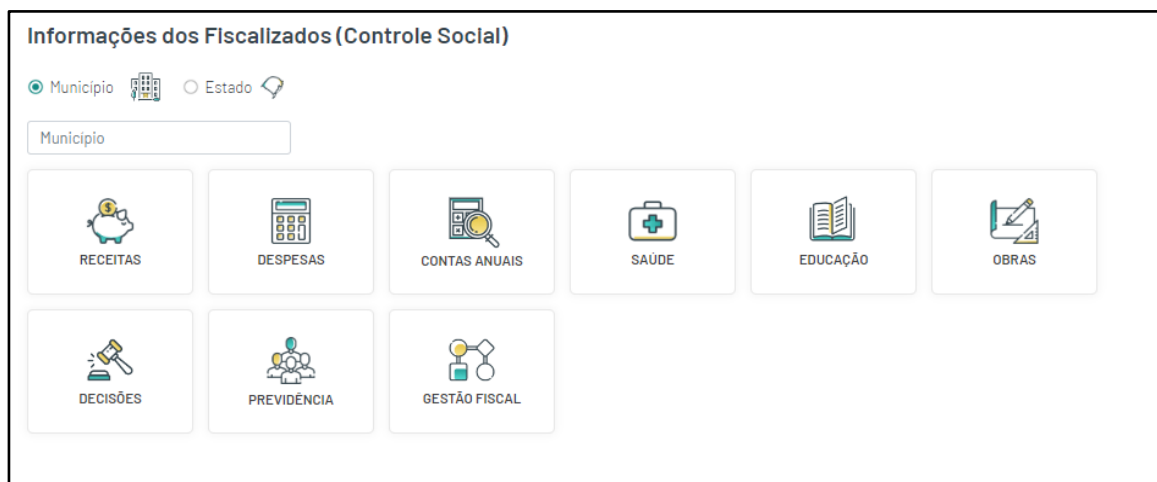 Informações dos Fiscalizados (Controle Social)
Município Estado
Município
RECEITAS DESPESAS CONTAS ANUAIS SAÚDE EDUCAÇÃO OBRAS
DECISÕES PREVIDÊNCIA GESTÃO FISCAL